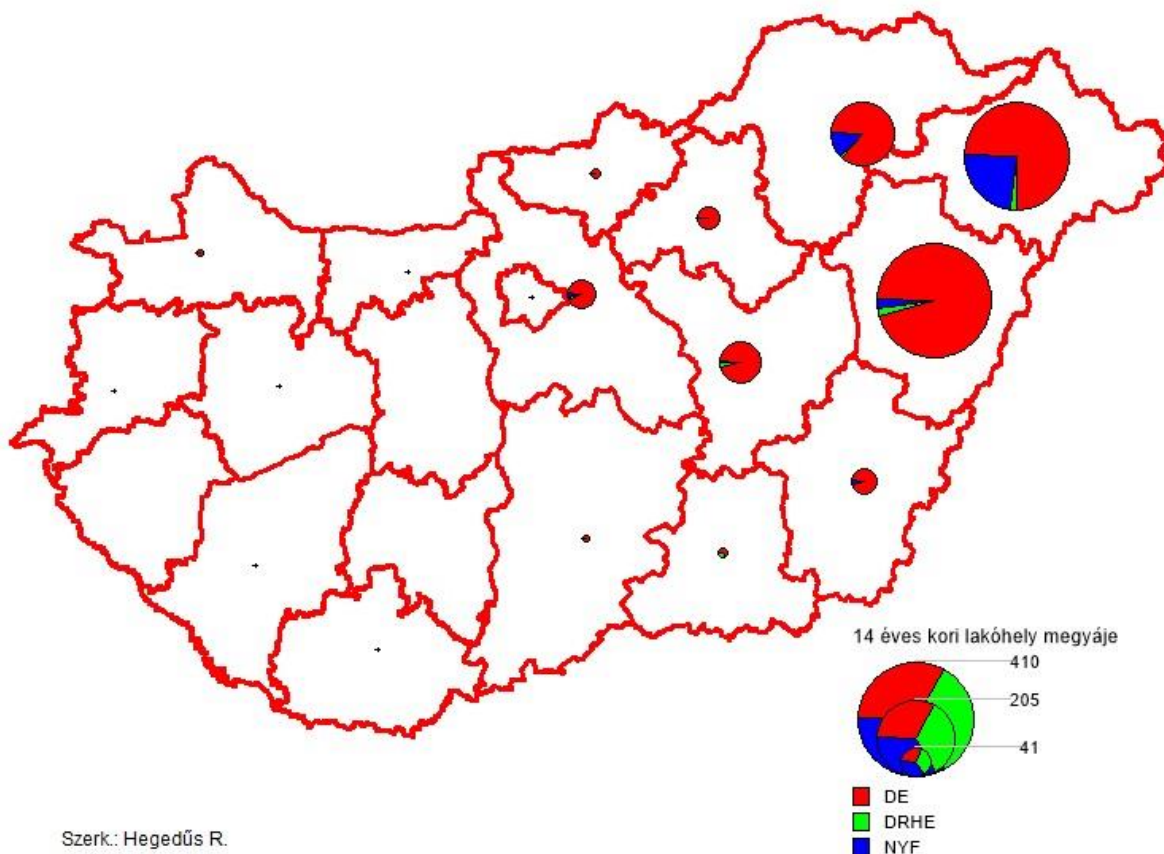 14 éves kori lakóhely megyéje
410
205
41
DE
DRHE
NYF
Szerk.: Hegedűs R.